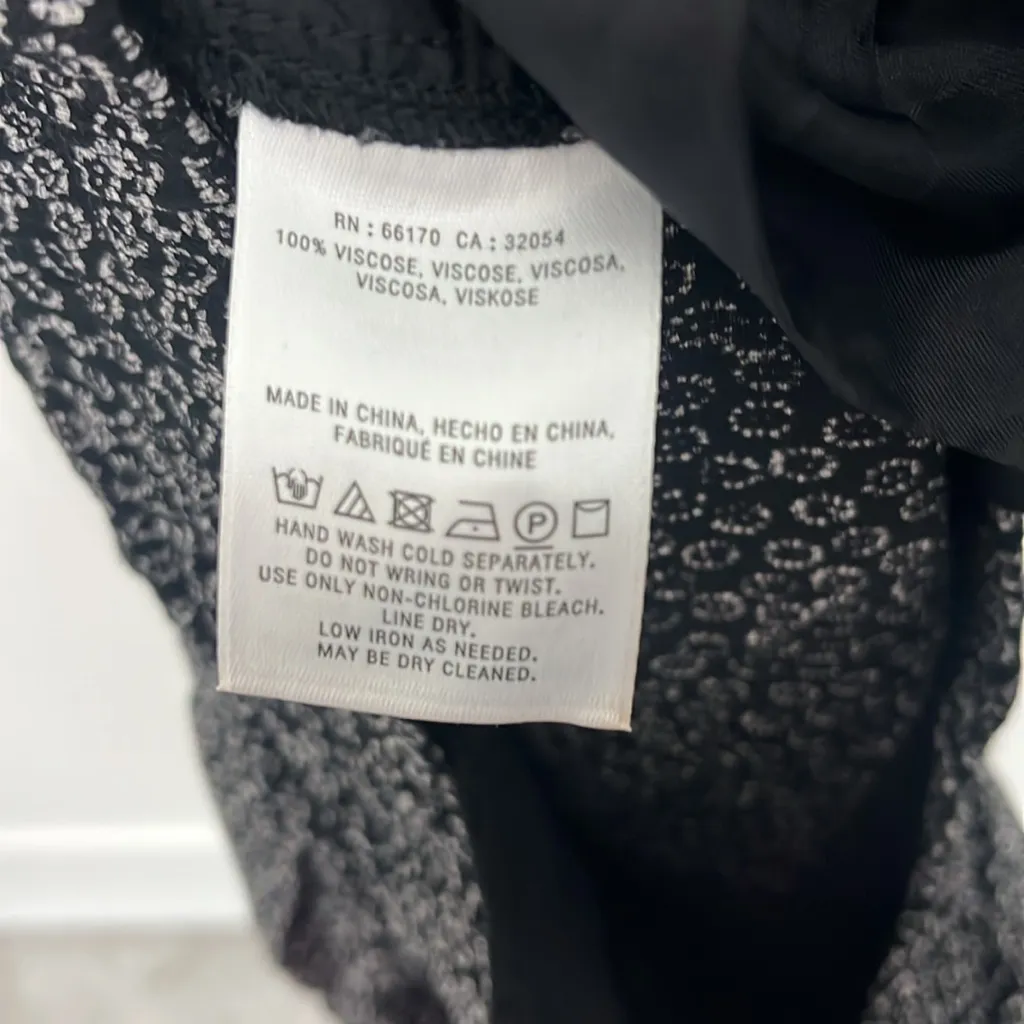 RN : 66170 CA : 32054
100% VISCOSE, VISCOSE, VISCOSA,
VISCOSA, VISKOSE
MADE IN CHINA, HECHO EN CHINA,
FABRIQUÉ EN CHINE
P
HAND WASH COLD SEPARATELY.
DO NOT WRING OR TWIST.
USE ONLY NON-CHLORINE BLEACH.
LINE DRY.
LOW IRON AS NEEDED.
MAY BE DRY CLEANED.